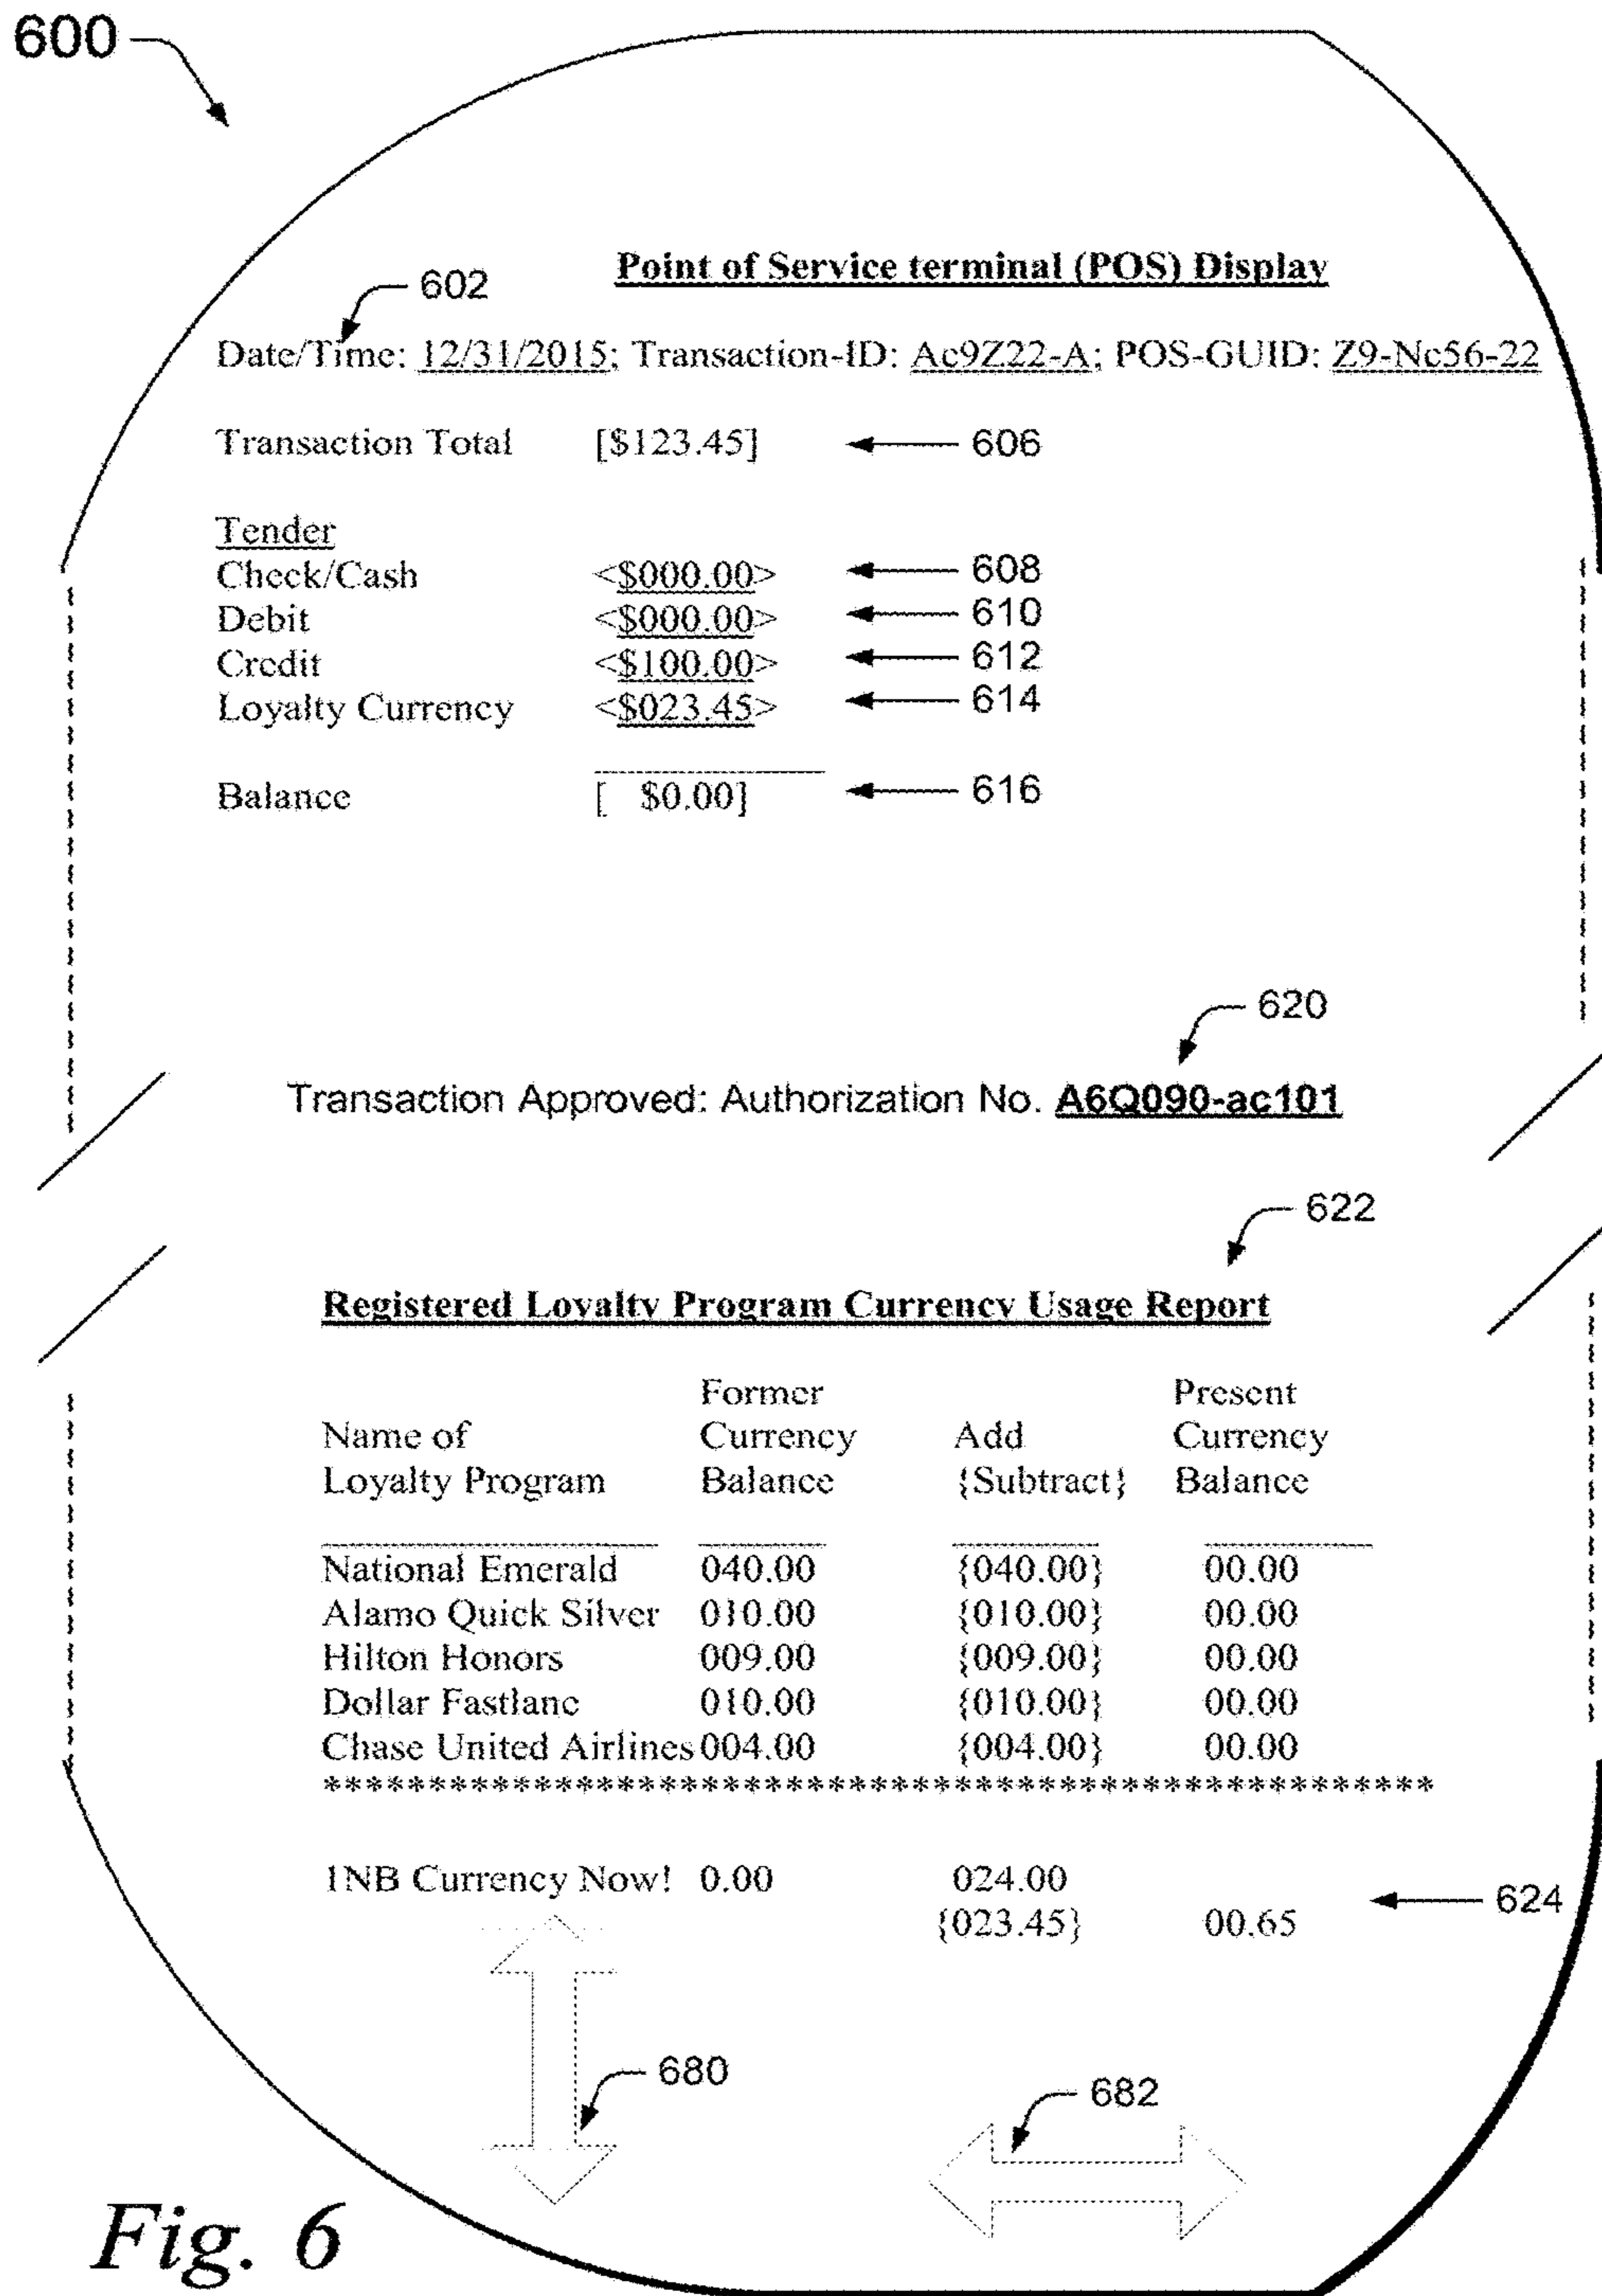 600
Point of Service terminal (POS) Display
602
Date/Time: 12/31/2015; Transaction-ID: Ac9Z22-A; POS-GUID: Z9-Nc56-22
Transaction Total [$123.45] 606
Tender
Check/Cash <$000.00> 608
Debit <$000.00> 610
Credit <$100.00> 612
Loyalty Currency <$023.45> 614
Balance [ $0.00] 616
620
Transaction Approved: Authorization No. A6Q090-ac101
622
Registered Loyalty Program Currency Usage Report
Former Present
Name of Currency Add Currency
Loyalty Program Balance {Subtract} Balance
National Emerald 040.00 {040.00} 00.00
Alamo Quick Silver 010.00 {010.00} 00.00
Hilton Honors 009.00 {009.00} 00.00
Dollar Fastlane 010.00 {010.00} 00.00
Chase United Airlines 004.00 {004.00} 00.00
*****************************************************
1NB Currency Now! 0.00 024.00
{023.45} 00.65 624
680
682
Fig. 6